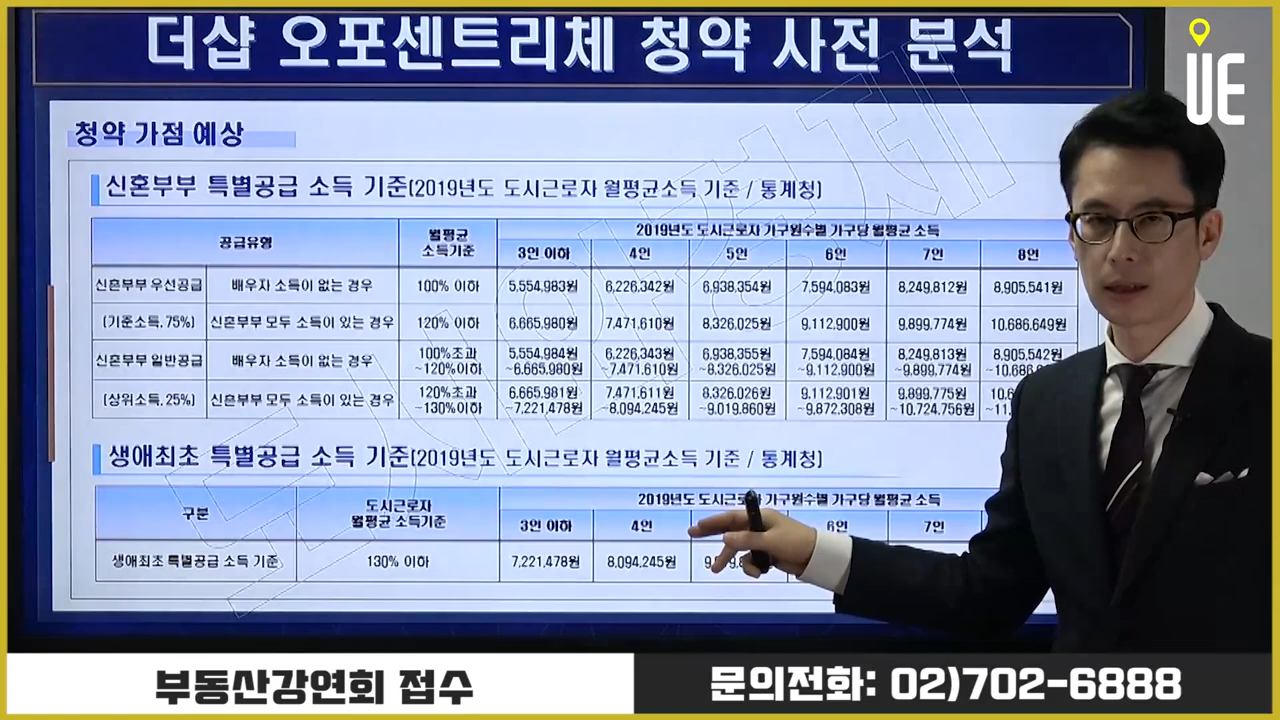 더샵 오포센트리체 청약 사전 분석
UE
청약 가점 예상
신혼부부 특별공급 소득 기준(2019년도 도시근로자 월평균소득 기준 / 통계청)
공급유형 월평균 소득기준 2019년도 도시근로자 가구원수별 가구당 월평균 소득
3인 이하 4인 5인 6인 7인 8인
신혼부부 우선공급 배우자 소득이 없는 경우 100% 이하 5,554,983원 6,226,342원 6,938,354원 7,594,083원 8,249,812원 8,905,541원
(기준소득, 75%) 신혼부부 모두 소득이 있는 경우 120% 이하 6,665,980원 7,471,610원 8,326,025원 9,112,900원 9,899,774원 10,686,649원
신혼부부 일반공급 배우자 소득이 없는 경우 100%초과 5,554,984원 6,226,343원 6,938,355원 7,594,084원 8,249,813원 8,905,542원
~120%이하 ~6,665,980원 ~7,471,610원 ~8,326,025원 ~9,112,900원 ~9,899,774원
(상위소득, 25%) 신혼부부 모두 소득이 있는 경우 120%초과 6,665,981원 7,471,611원 8,326,026원 9,112,901원 9,899,775원
~130%이하 ~7,221,478원 ~8,094,245원 ~9,019,860원 ~9,872,308원 ~10,724,756원
생애최초 특별공급 소득 기준(2019년도 도시근로자 월평균소득 기준 / 통계청)
구분 도시근로자 월평균 소득기준 2019년도 도시근로자 가구원수별 가구당 월평균 소득
3인 이하 4인 6인 7인
생애최초 특별공급 소득 기준 130% 이하 7,221,478원 8,094,245원
부동산강연회 접수
문의전화: 02)702-6888